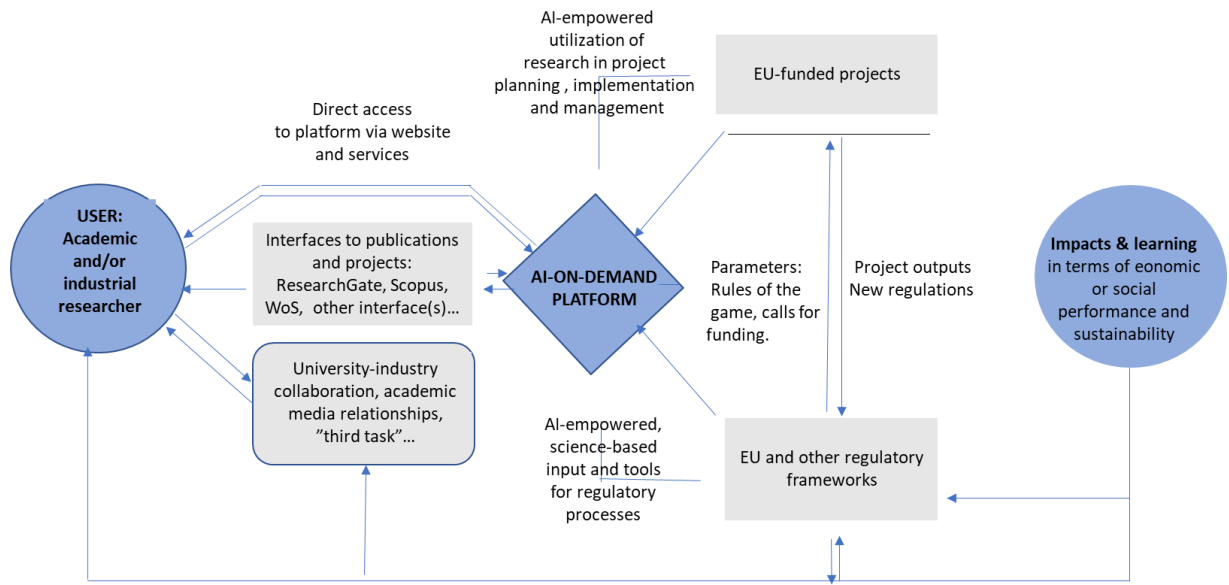 AI-empowered
utilization of
research in project
planning , implementation
and management
EU-funded projects
Direct access
to platform via website
and services
USER:
Academic
and/or
industrial
researcher
Interfaces to publications
and projects:
ResearchGate, Scopus,
WoS,  other interface(s)…
AI-ON-DEMAND
PLATFORM
Parameters:
Rules of the
game, calls for
funding.
Project outputs
New regulations
Impacts & learning
in terms of eonomic
or social
performance and
sustainability
University-industry
collaboration, academic
media relationships,
”third task”…
AI-empowered,
science-based
input and tools
for regulatory
processes
EU and other regulatory
frameworks